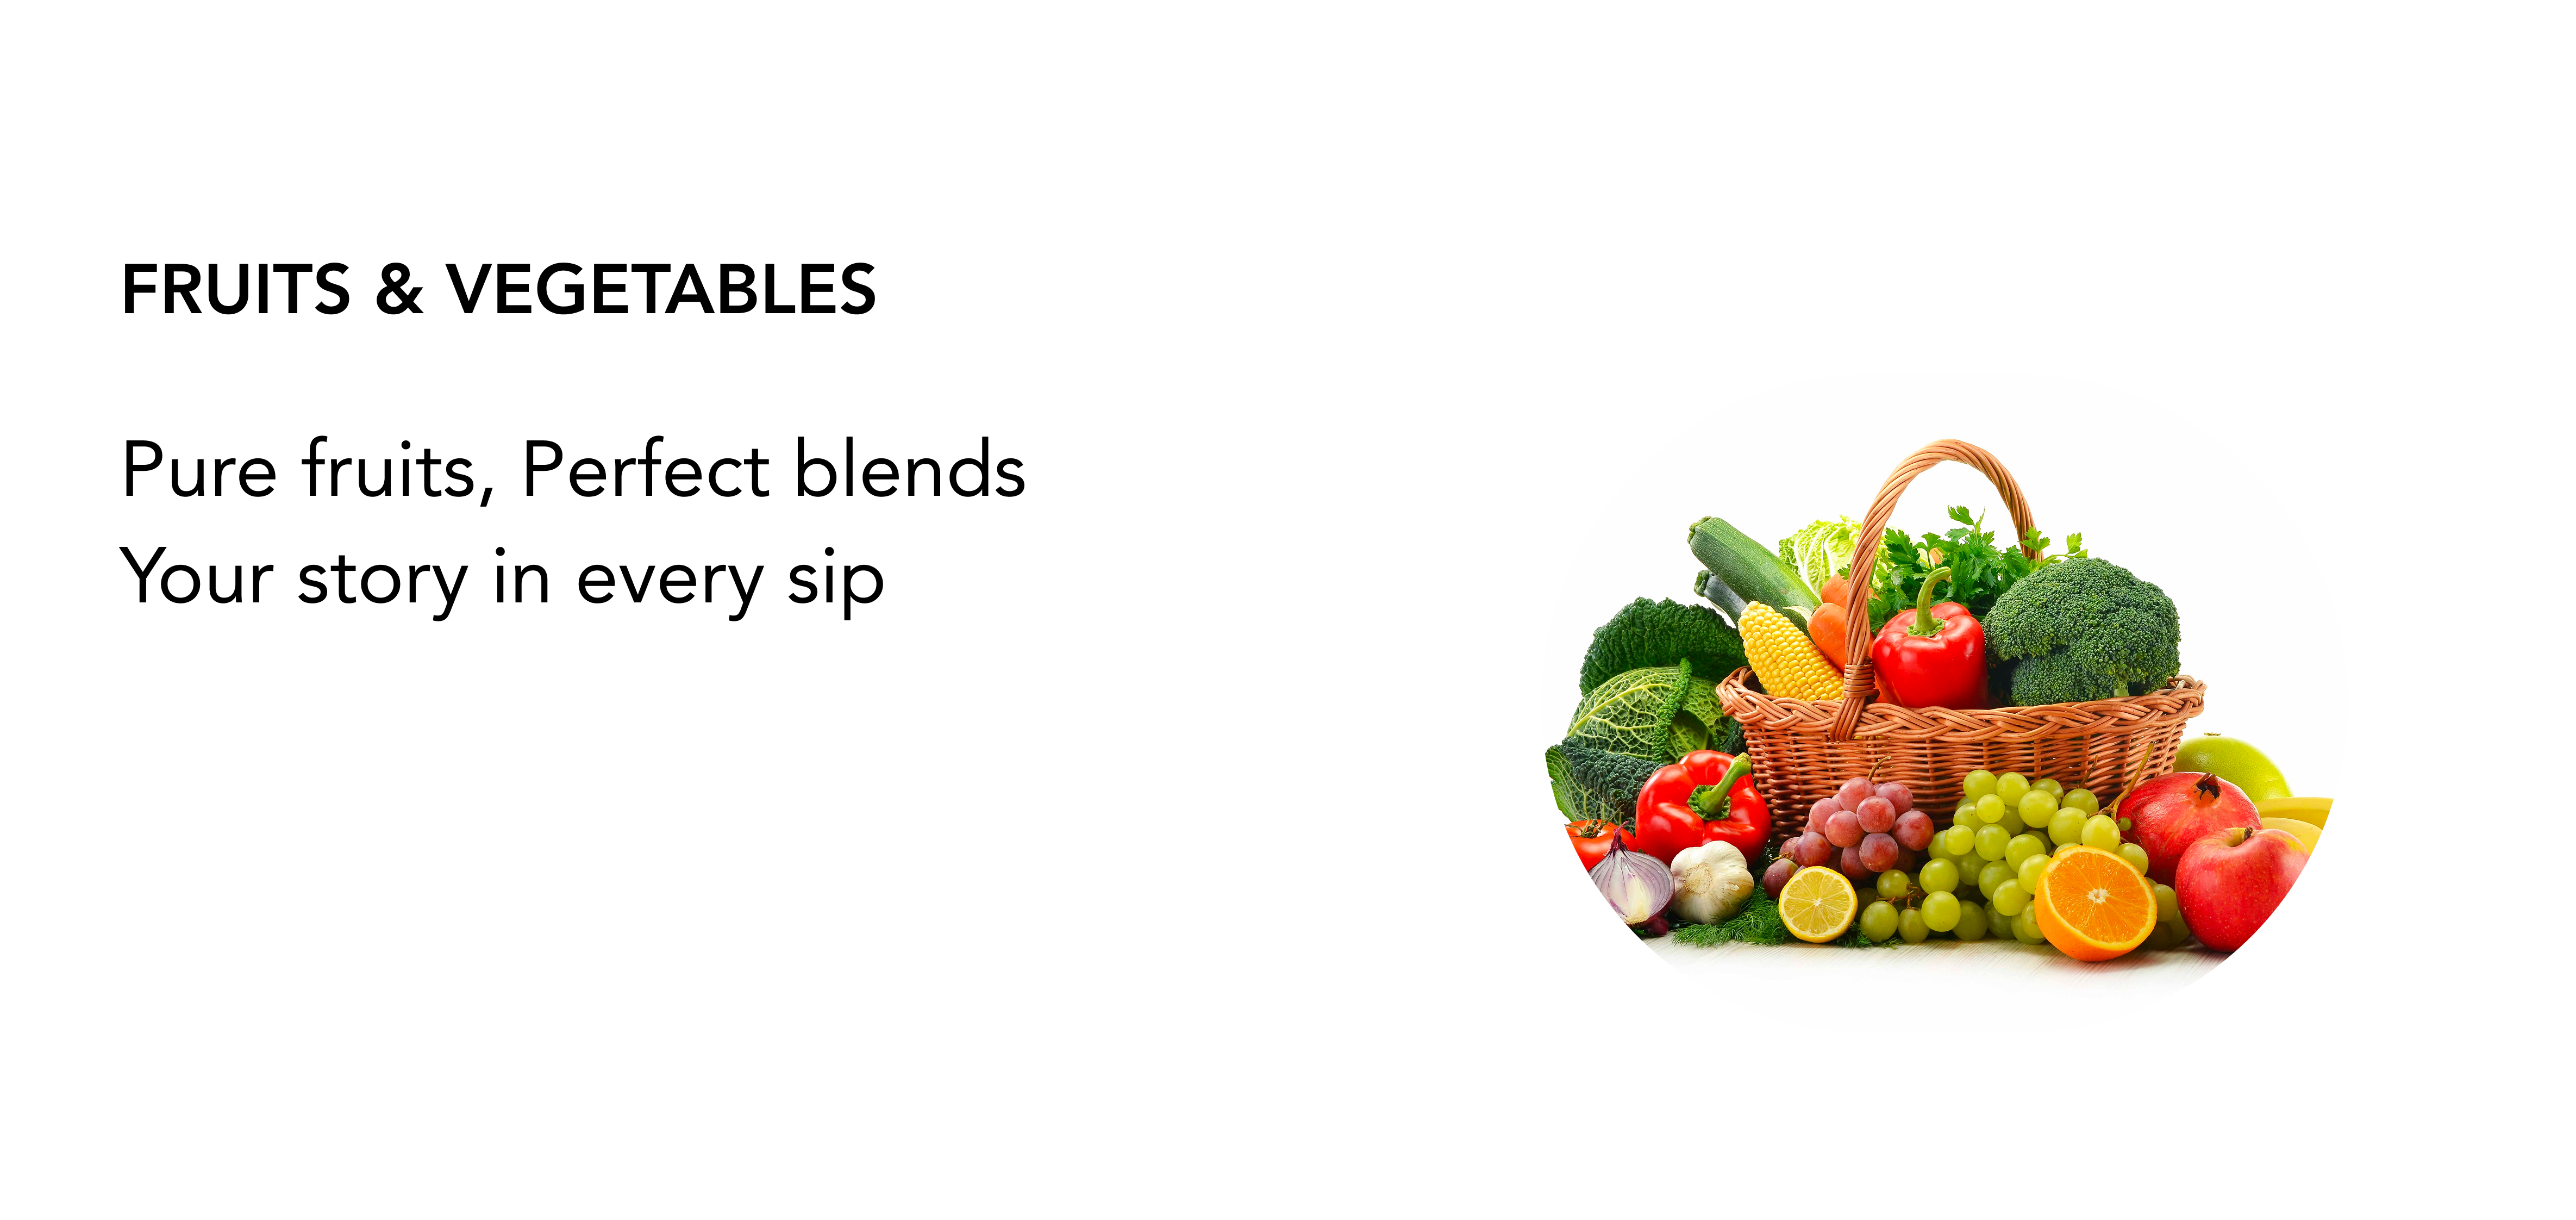 FRUITS & VEGETABLES
Pure fruits, Perfect blends
Your story in every sip